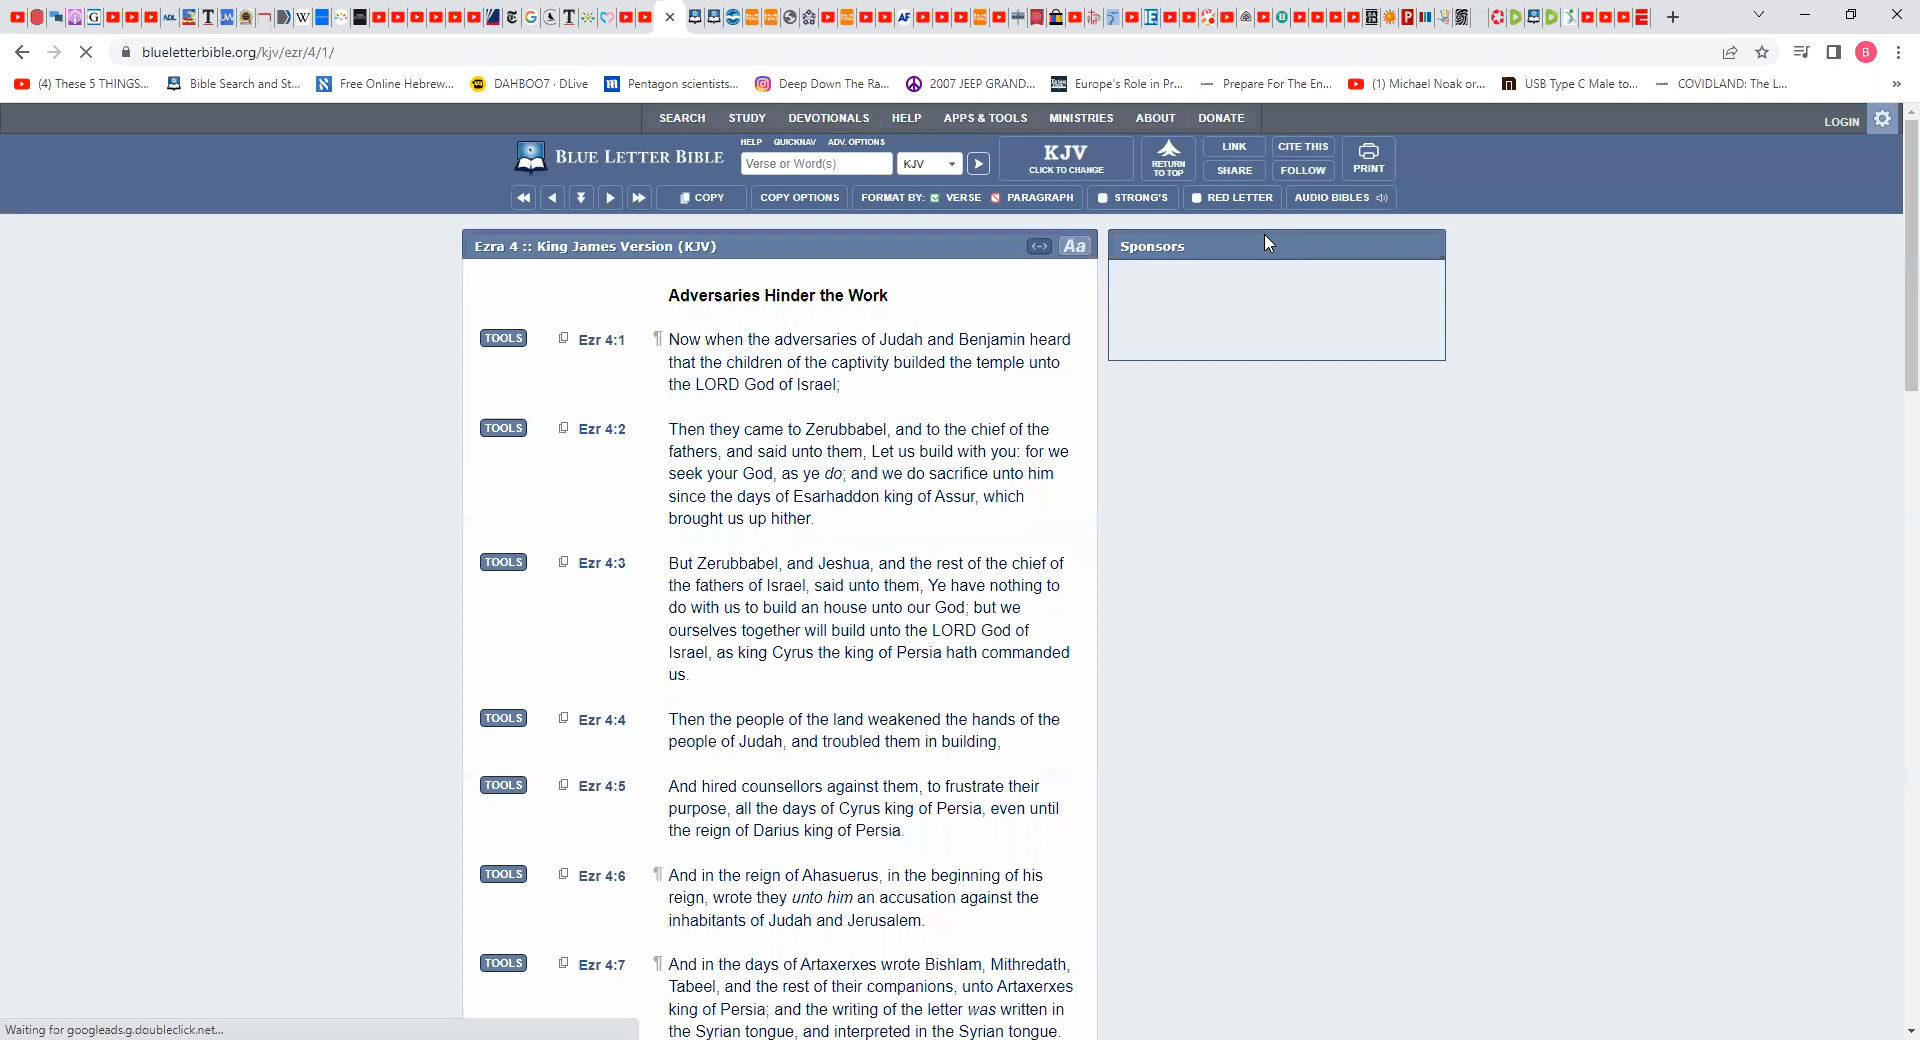 blueletterbible.org/kjv/ezr/4/1/
(4) These 5 THINGS... Bible Search and St... Free Online Hebrew... DAHBOO7 · DLive Pentagon scientists... Deep Down The Ra... 2007 JEEP GRAND... Europe's Role in Pr... Prepare For The En... (1) Michael Noak or... USB Type C Male to... COVIDLAND: The L... »
SEARCH STUDY DEVOTIONALS HELP APPS & TOOLS MINISTRIES ABOUT DONATE
LOGIN
BLUE LETTER BIBLE
HELP QUICKNAV ADV. OPTIONS
Verse or Word(s) KJV
KJV
CLICK TO CHANGE
RETURN
TO TOP
LINK CITE THIS
SHARE FOLLOW
PRINT
COPY COPY OPTIONS FORMAT BY: VERSE PARAGRAPH STRONG'S RED LETTER AUDIO BIBLES
Ezra 4 :: King James Version (KJV) Aa
Sponsors
Adversaries Hinder the Work
TOOLS Ezr 4:1 ¶ Now when the adversaries of Judah and Benjamin heard
that the children of the captivity builded the temple unto
the LORD God of Israel;
TOOLS Ezr 4:2 Then they came to Zerubbabel, and to the chief of the
fathers, and said unto them, Let us build with you: for we
seek your God, as ye do; and we do sacrifice unto him
since the days of Esarhaddon king of Assur, which
brought us up hither.
TOOLS Ezr 4:3 But Zerubbabel, and Jeshua, and the rest of the chief of
the fathers of Israel, said unto them, Ye have nothing to
do with us to build an house unto our God; but we
ourselves together will build unto the LORD God of
Israel, as king Cyrus the king of Persia hath commanded
us.
TOOLS Ezr 4:4 Then the people of the land weakened the hands of the
people of Judah, and troubled them in building,
TOOLS Ezr 4:5 And hired counsellors against them, to frustrate their
purpose, all the days of Cyrus king of Persia, even until
the reign of Darius king of Persia.
TOOLS Ezr 4:6 ¶ And in the reign of Ahasuerus, in the beginning of his
reign, wrote they unto him an accusation against the
inhabitants of Judah and Jerusalem.
TOOLS Ezr 4:7 ¶ And in the days of Artaxerxes wrote Bishlam, Mithredath,
Tabeel, and the rest of their companions, unto Artaxerxes
king of Persia; and the writing of the letter was written in
the Syrian tongue, and interpreted in the Syrian tongue.
Waiting for googleads.g.doubleclick.net...